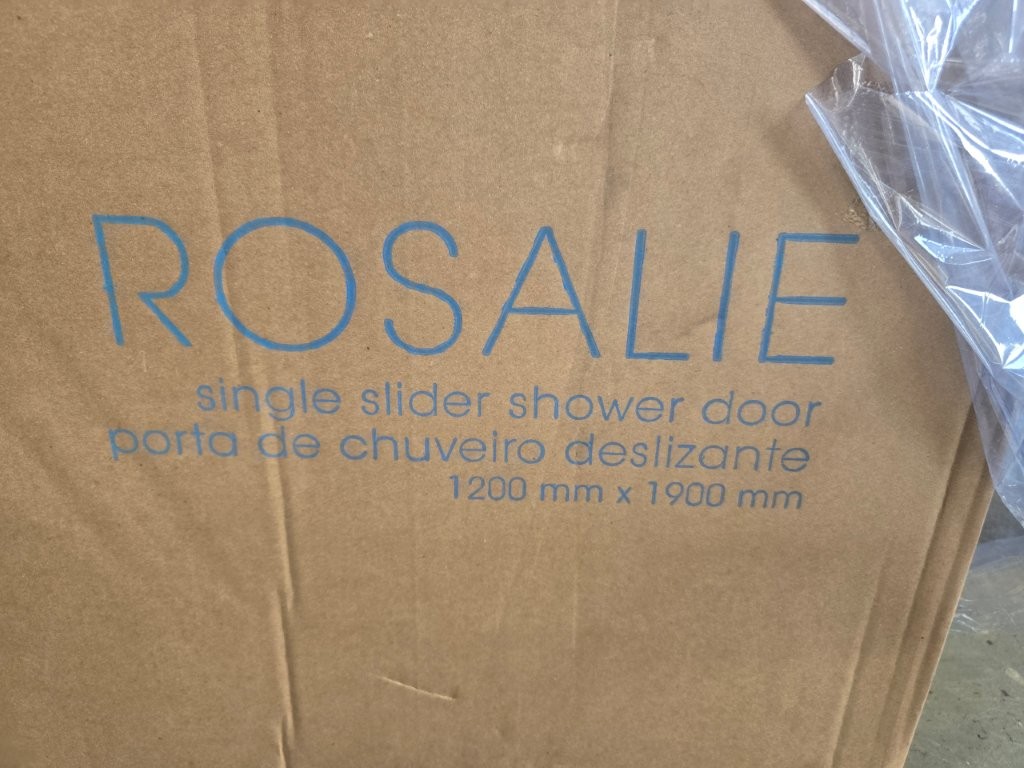 ROSALIE
single slider shower door
porta de chuveiro deslizante
1200 mm x 1900 mm